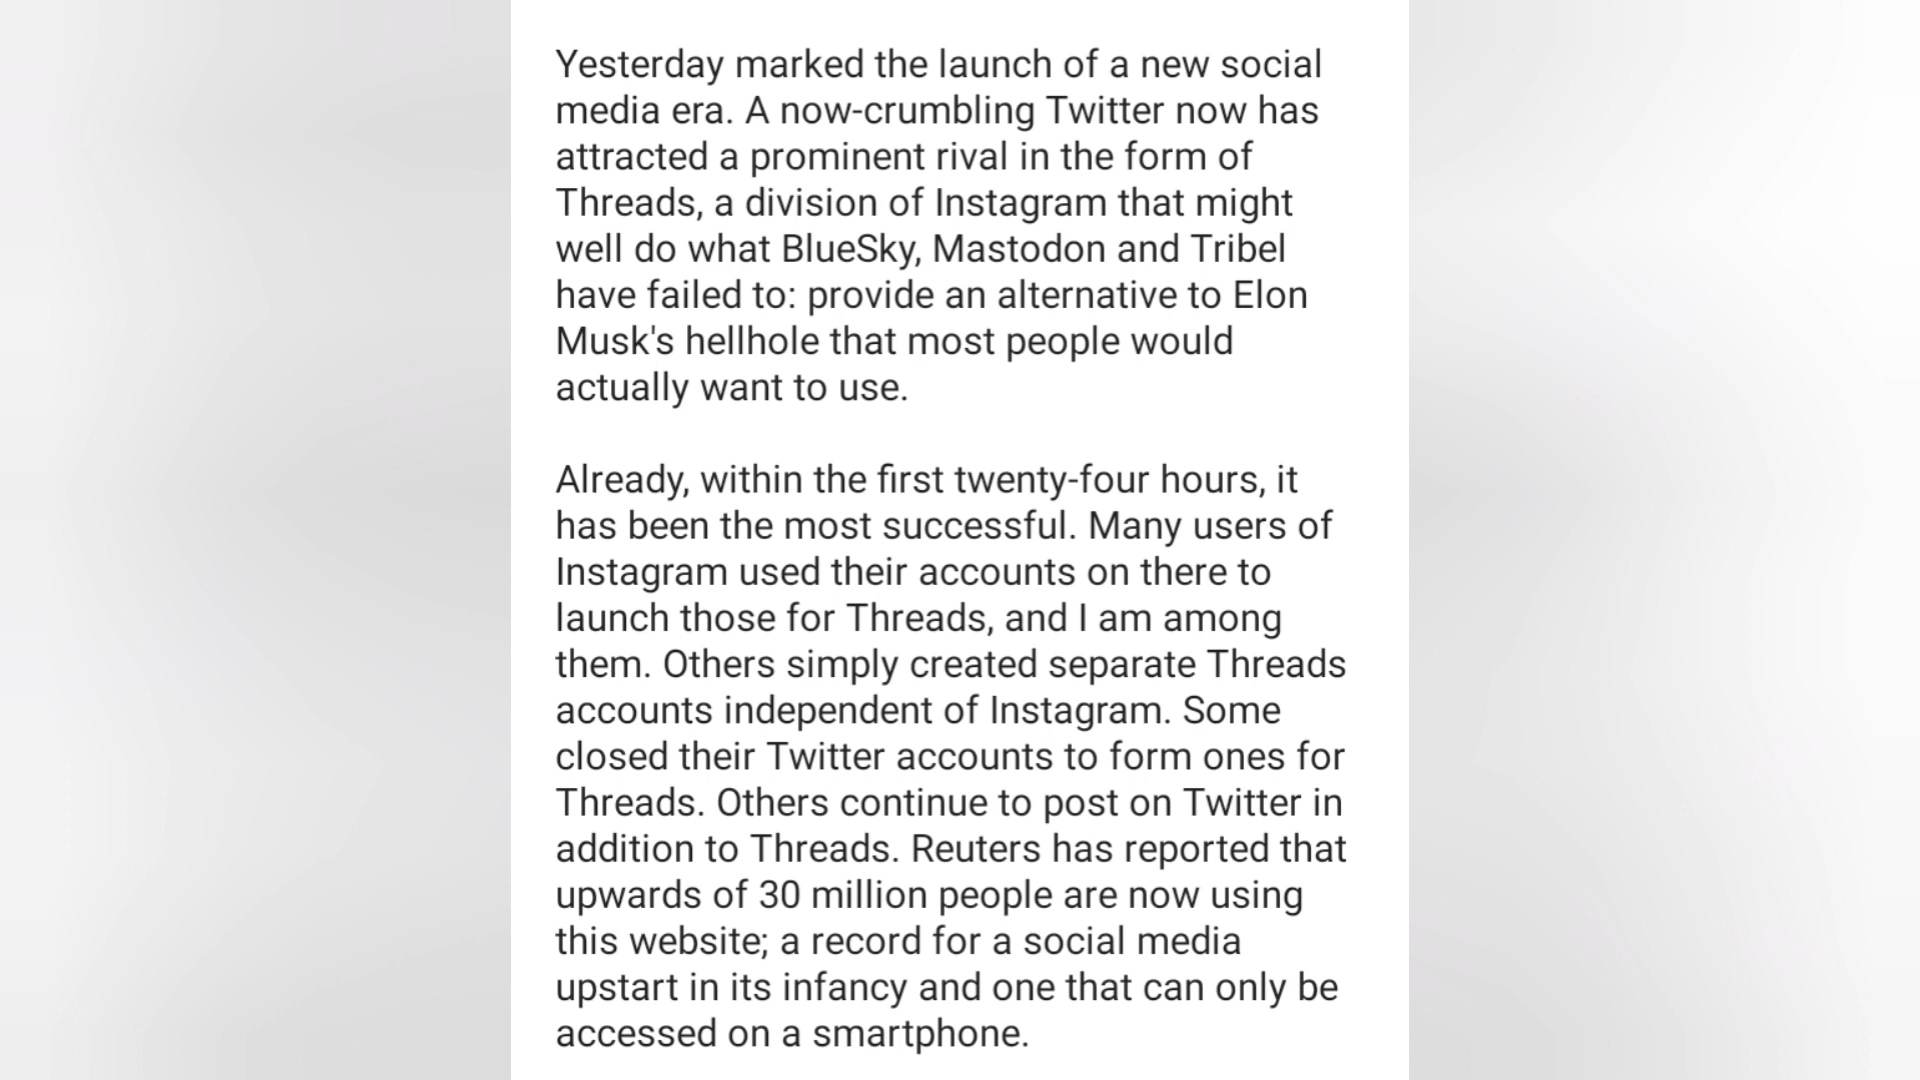 Yesterday marked the launch of a new social
media era. A now-crumbling Twitter now has
attracted a prominent rival in the form of
Threads, a division of Instagram that might
well do what BlueSky, Mastodon and Tribel
have failed to: provide an alternative to Elon
Musk's hellhole that most people would
actually want to use.
Already, within the first twenty-four hours, it
has been the most successful. Many users of
Instagram used their accounts on there to
launch those for Threads, and I am among
them. Others simply created separate Threads
accounts independent of Instagram. Some
closed their Twitter accounts to form ones for
Threads. Others continue to post on Twitter in
addition to Threads. Reuters has reported that
upwards of 30 million people are now using
this website; a record for a social media
upstart in its infancy and one that can only be
accessed on a smartphone.